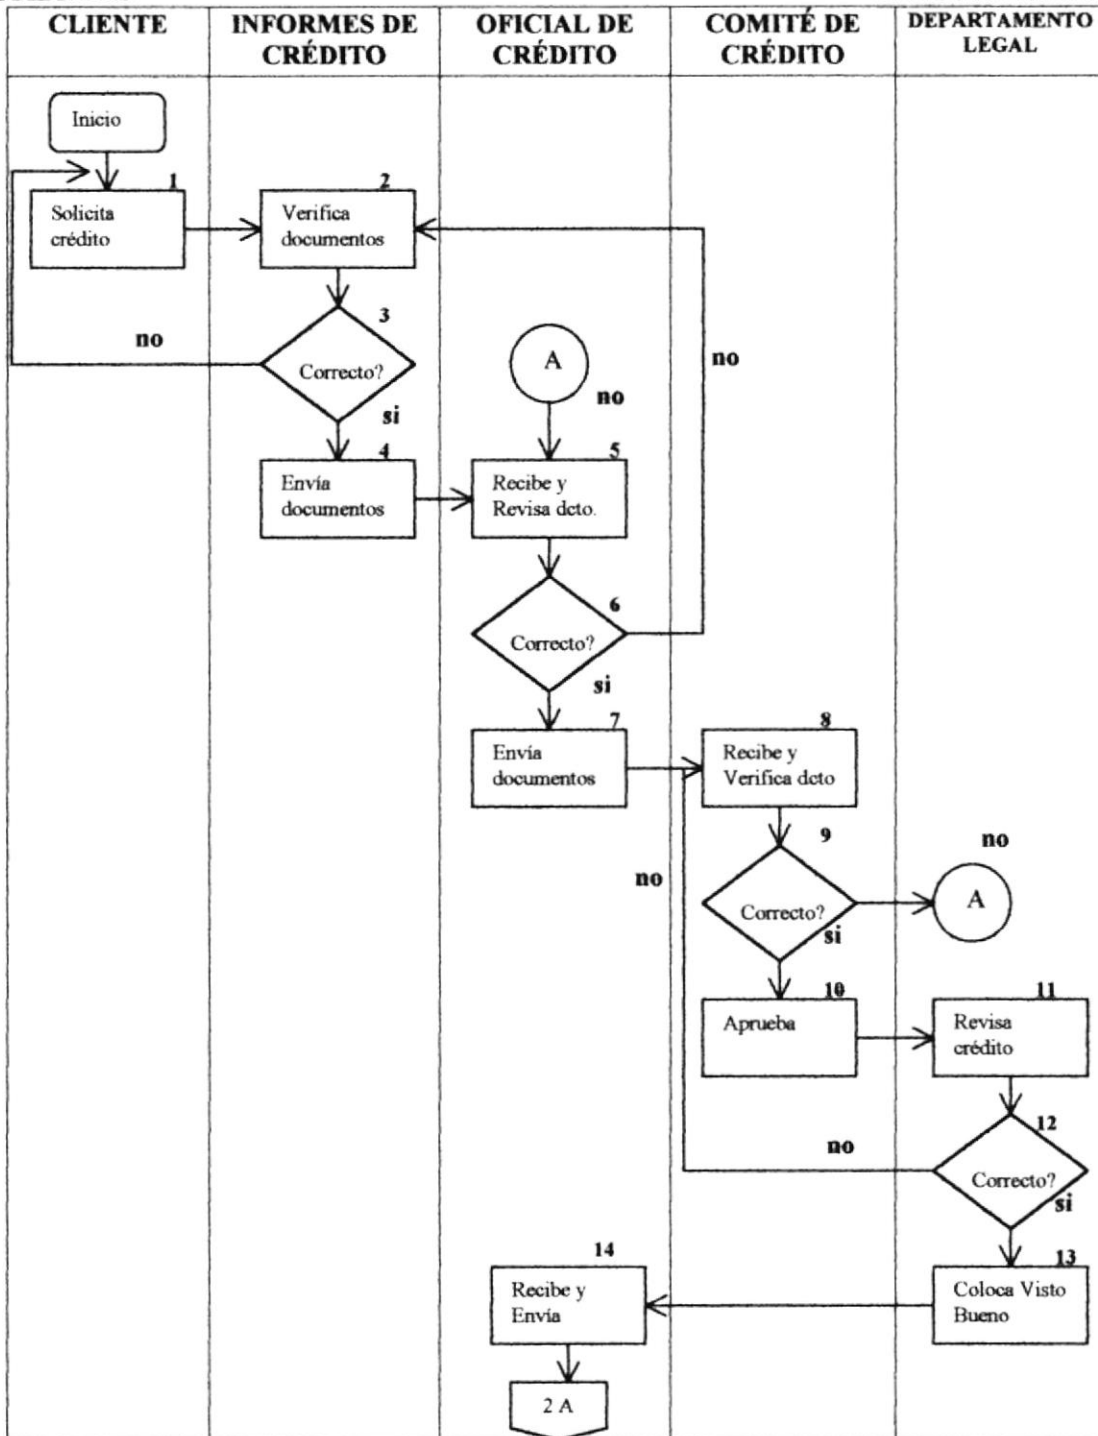 CLIENTE
INFORMES DE
CRÉDITO
OFICIAL DE
CRÉDITO
COMITÉ DE
CRÉDITO
DEPARTAMENTO
LEGAL
Inicio
1
Solicita
crédito
2
Verifica
documentos
3
Correcto?
no
si
4
Envía
documentos
A
no
5
Recibe y
Revisa dcto.
6
Correcto?
no
si
7
Envía
documentos
8
Recibe y
Verifica dcto
9
Correcto?
no
A
si
10
Aprueba
11
Revisa
crédito
12
Correcto?
no
no
si
13
Coloca Visto
Bueno
14
Recibe y
Envía
2 A